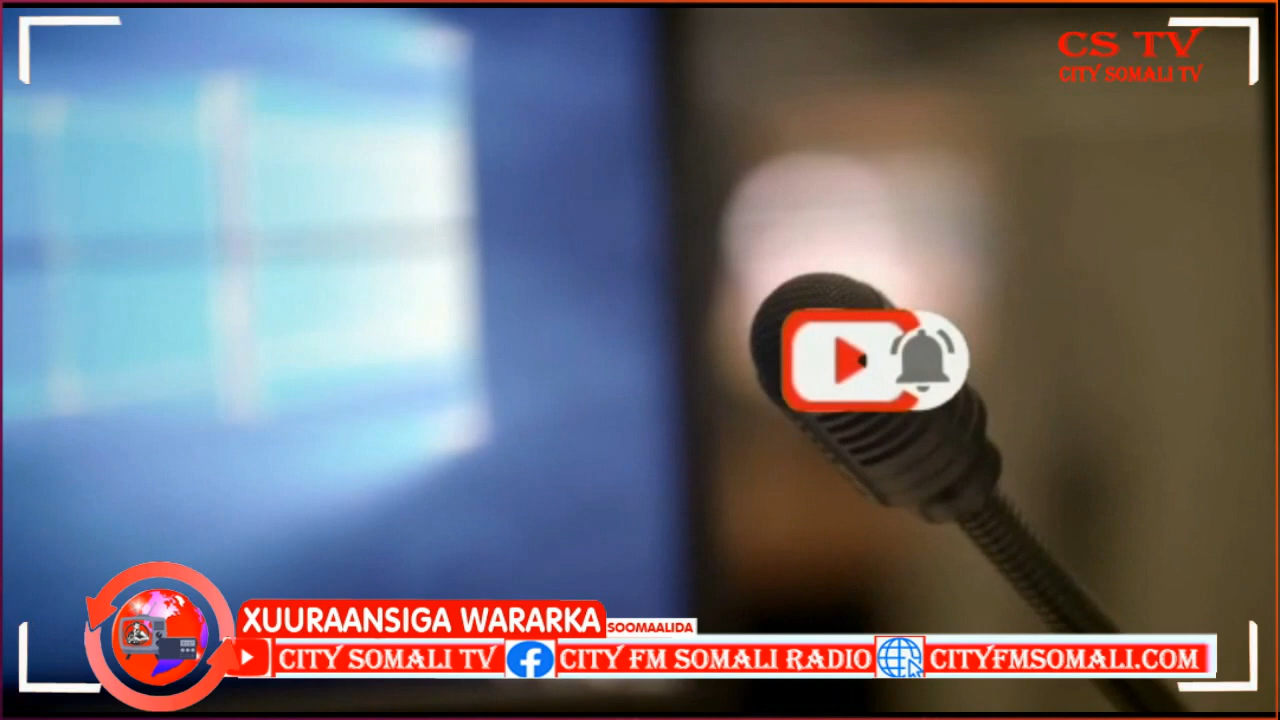 CS TV
CITY SOMALI TV
XUURAANSIGA WARARKA
SOOMAALIDA
CITY SOMALI TV CITY FM SOMALI RADIO CITYFMSOMALI.COM